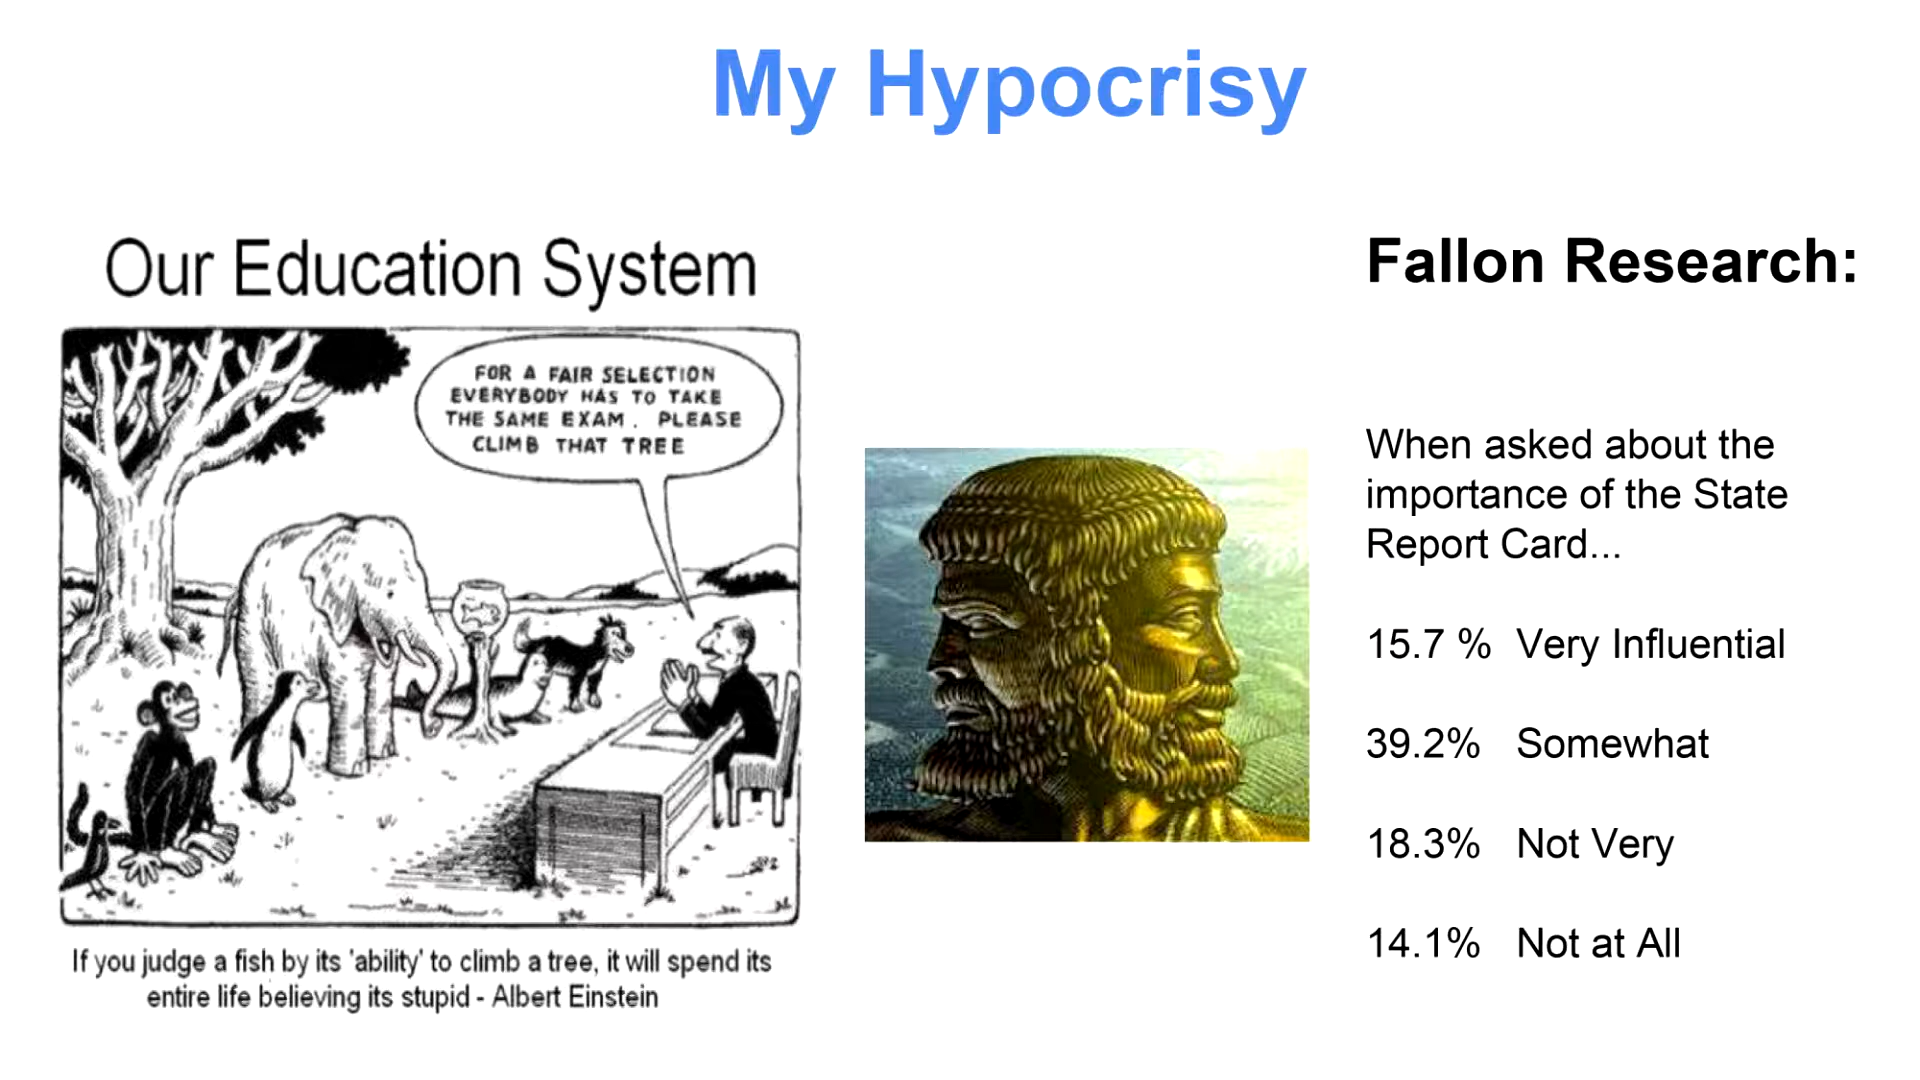 My Hypocrisy
Our Education System
FOR A FAIR SELECTION
EVERYBODY HAS TO TAKE
THE SAME EXAM. PLEASE
CLIMB THAT TREE
If you judge a fish by its 'ability' to climb a tree, it will spend its
entire life believing its stupid - Albert Einstein
Fallon Research:
When asked about the
importance of the State
Report Card...
15.7 % Very Influential
39.2% Somewhat
18.3% Not Very
14.1% Not at All